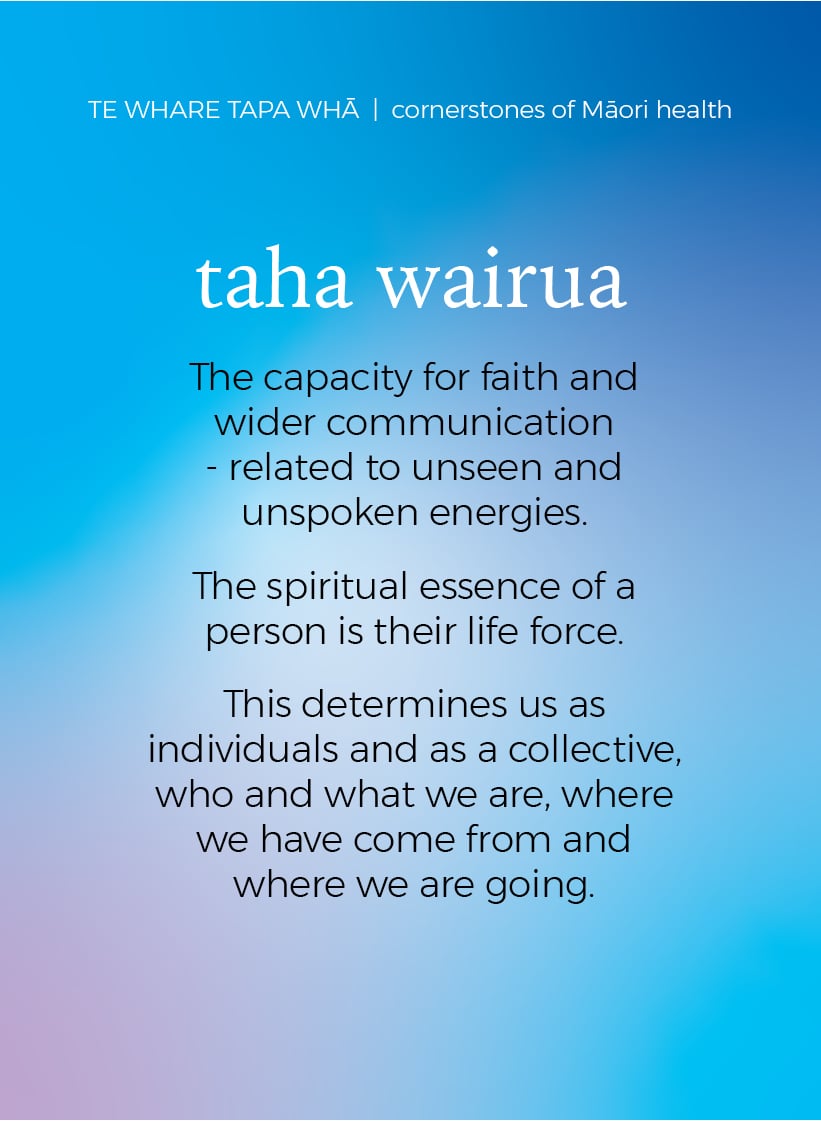 TE WHARE TAPA WHĀ | cornerstones of Māori health
taha wairua
The capacity for faith and
wider communication
- related to unseen and
unspoken energies.
The spiritual essence of a
person is their life force.
This determines us as
individuals and as a collective,
who and what we are, where
we have come from and
where we are going.